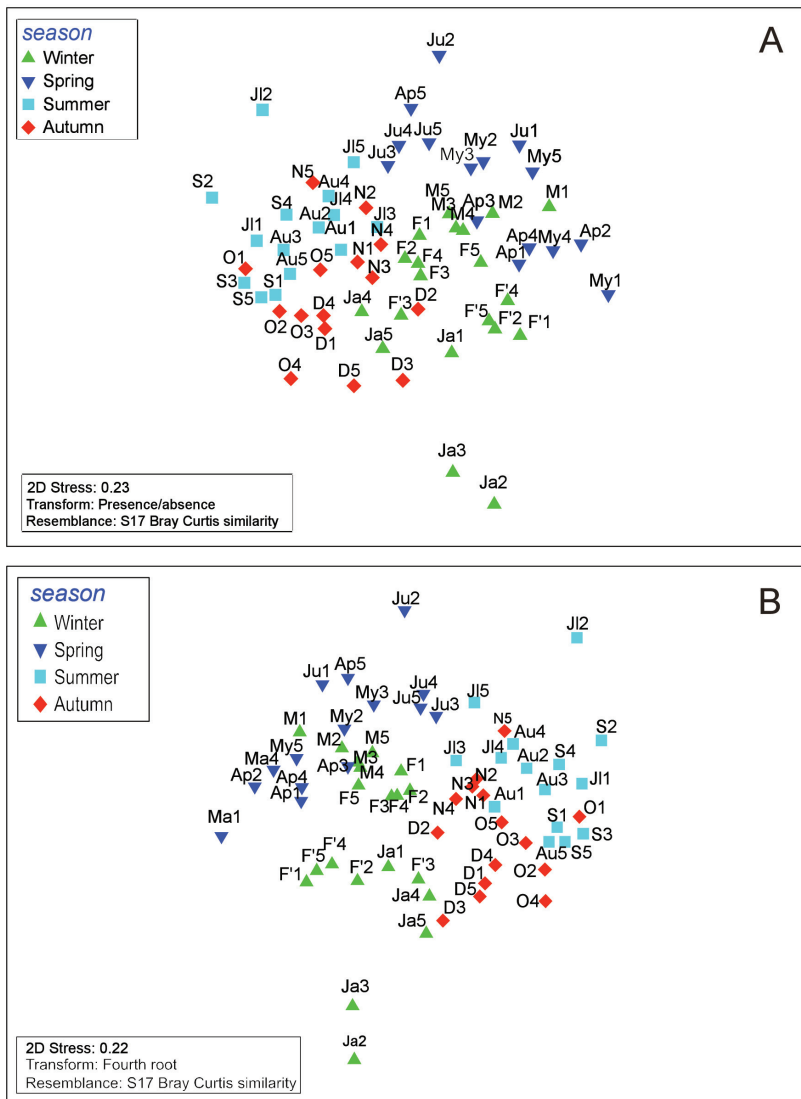 A
season
Winter
Spring
Summer
Autumn
Ju2
Jl2
Ap5
Ju4 Ju5 Ju1
Jl5 Ju3 My3 My2 My5
S2 N5 Au4 N2
S4 Jl4 Jl3 M5 Ap3 M2 M1
Au2 M3 M4
Jl1 Au3 Au1 N4 F1 Ap4 My4 Ap2
O1 Au5 O5 N1 F2 F4 F5 Ap1
S3 S1 N3 F3 My1
S5 D4 Ja4 F'3 D2 F'4
O2 O3 D1 F'5 F'2 F'1
Ja5 Ja1
O4 D5 D3
Ja3
Ja2
2D Stress: 0.23
Transform: Presence/absence
Resemblance: S17 Bray Curtis similarity
B
season
Winter
Spring
Summer
Autumn
Ju2
Jl2
Ju1 Ap5
My3 Ju5 Ju4 Ju3 Jl5
M1 My2 N5 Au4 S2
M2 M5
My5 M3 Jl3 Jl4 Au2 S4
Ma4 Ap3 M4 F1
Ap2 Ap4 N3 N2 Au3 Jl1
Ap1 F5 F3 F4 F2 N4 N1 Au1
Ma1 D2 O5 O3 S1 O1 S3
F'4 Au5 S5
F'1 F'5 F'2 Ja1 F'3 D4 O2
Ja4 D1 D5 O4
Ja5 D3
Ja3
Ja2
2D Stress: 0.22
Transform: Fourth root
Resemblance: S17 Bray Curtis similarity